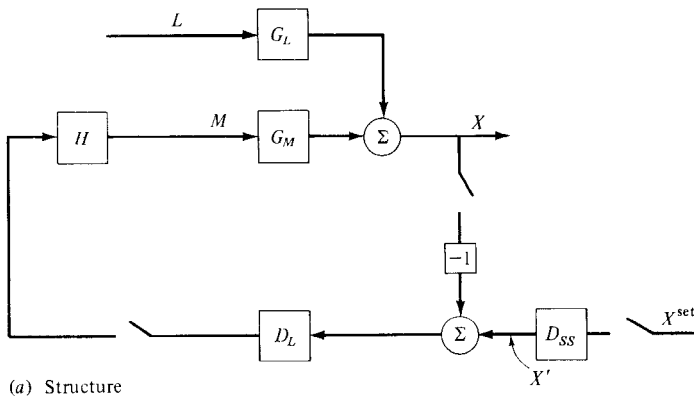 L
G_L
H
M
G_M
Σ
X
-1
D_L
Σ
D_SS
X^set
X'
(a) Structure